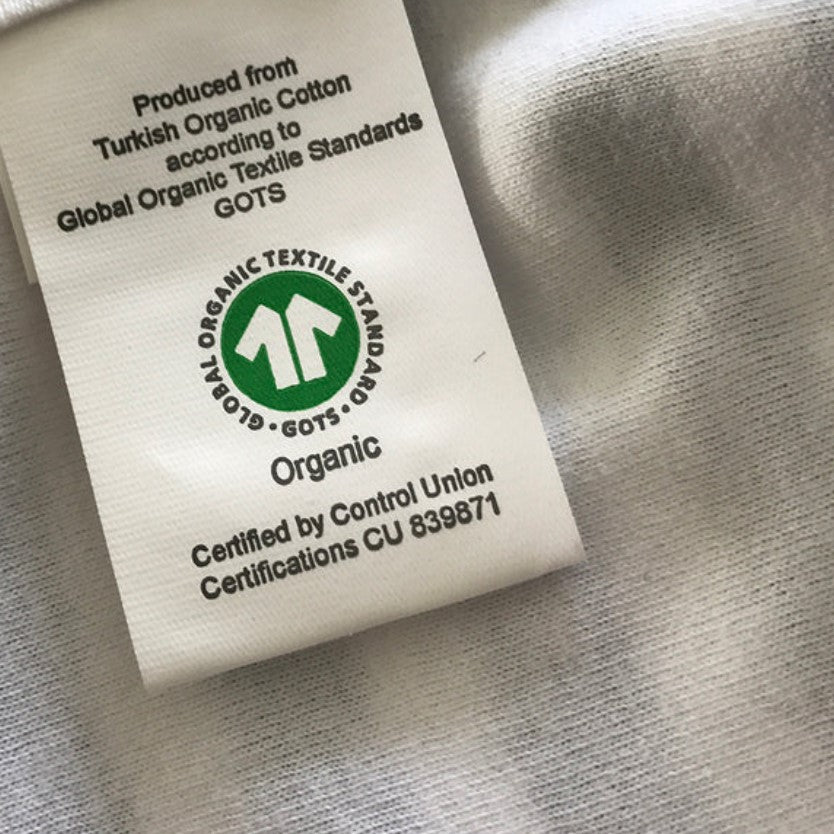 Produced from
Turkish Organic Cotton
according to
Global Organic Textile Standards
GOTS
GLOBAL ORGANIC TEXTILE STANDARD · GOTS ·
Organic
Certified by Control Union
Certifications CU 839871